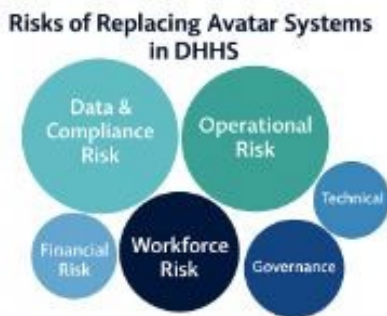 Risks of Replacing Avatar Systems
in DHHS
Data &
Compliance
Risk
Operational
Risk
Technical
Financial
Risk
Workforce
Risk
Governance